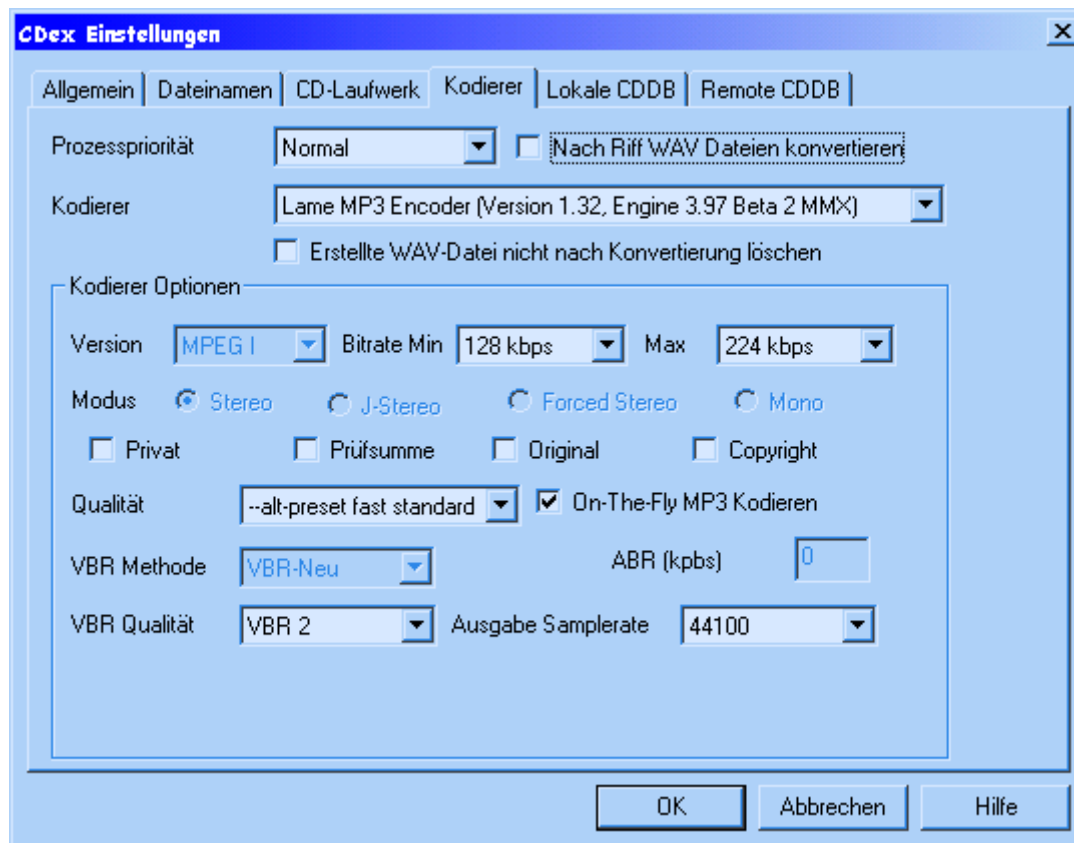 CDex Einstellungen
Allgemein Dateinamen CD-Laufwerk Kodierer Lokale CDDB Remote CDDB
Prozesspriorität Normal Nach Riff WAV Dateien konvertieren
Kodierer Lame MP3 Encoder (Version 1.32, Engine 3.97 Beta 2 MMX)
Erstellte WAV-Datei nicht nach Konvertierung löschen
Kodierer Optionen
Version MPEG I Bitrate Min 128 kbps Max 224 kbps
Modus Stereo J-Stereo Forced Stereo Mono
Privat Prüfsumme Original Copyright
Qualität --alt-preset fast standard On-The-Fly MP3 Kodieren
VBR Methode VBR-Neu ABR (kpbs) 0
VBR Qualität VBR 2 Ausgabe Samplerate 44100
OK Abbrechen Hilfe